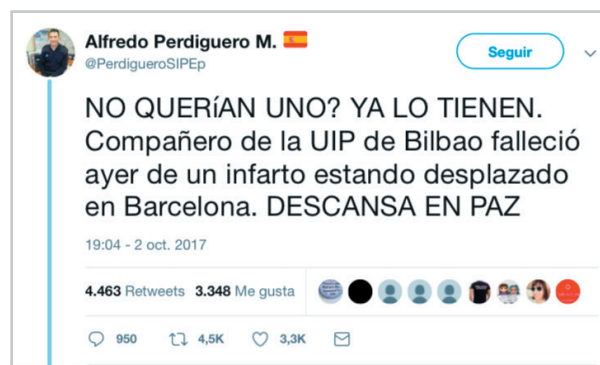 Alfredo Perdiguero M. 🇪🇸
@PerdigueroSIPEp
Seguir
NO QUERíAN UNO? YA LO TIENEN.
Compañero de la UIP de Bilbao falleció
ayer de un infarto estando desplazado
en Barcelona. DESCANSA EN PAZ
19:04 - 2 oct. 2017
4.463 Retweets 3.348 Me gusta
950 4,5K 3,3K